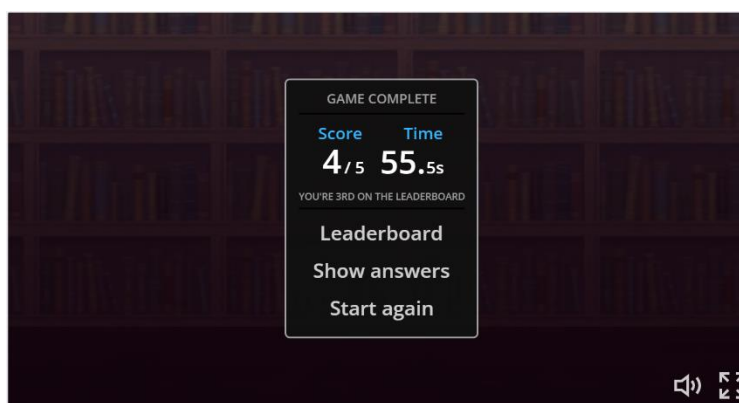 GAME COMPLETE
Score Time
4/5 55.5s
YOU'RE 3RD ON THE LEADERBOARD
Leaderboard
Show answers
Start again